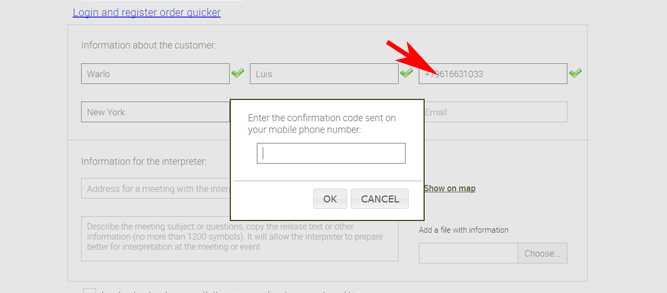 Login and register order quicker
Information about the customer:
Warlo
Luis
+79616631033
New York
Email:
Enter the confirmation code sent on
your mobile phone number:
OK
CANCEL
Information for the interpreter:
Address for a meeting with the inter
Show on map
Describe the meeting subject or questions, copy the release text or other
information (no more than 1200 symbols). It will allow the interpreter to prepare
better for interpretation at the meeting or event
Add a file with information
Choose...